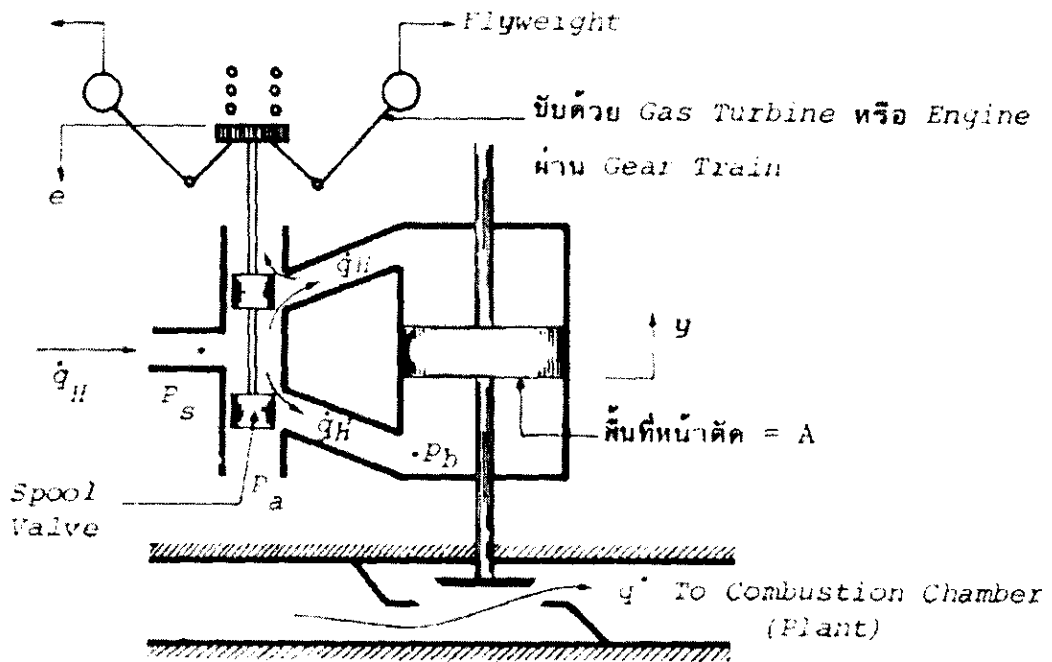 Flyweight
ขับด้วย Gas Turbine หรือ Engine
ผ่าน Gear Train
e
q̇H
y
q̇H
Ps
q̇H
พื้นที่หน้าตัด = A
.Ph
Pa
Spool
Valve
q̇ To Combustion Chamber
(Plant)